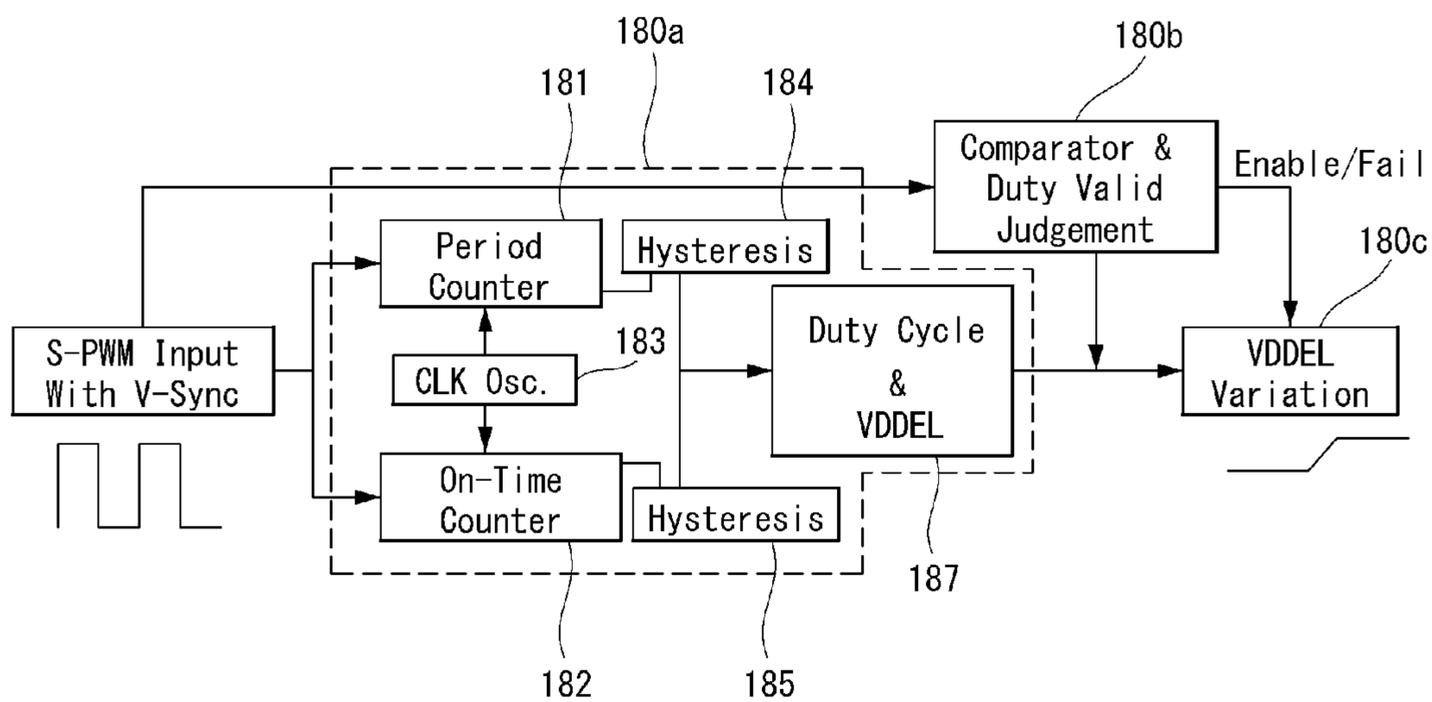 180a
180b
181
184
Comparator &
Duty Valid
Judgement
Enable/Fail
Period
Counter
Hysteresis
180c
S-PWM Input
With V-Sync
183
CLK Osc.
Duty Cycle
&
VDDEL
VDDEL
Variation
On-Time
Counter
Hysteresis
187
182
185